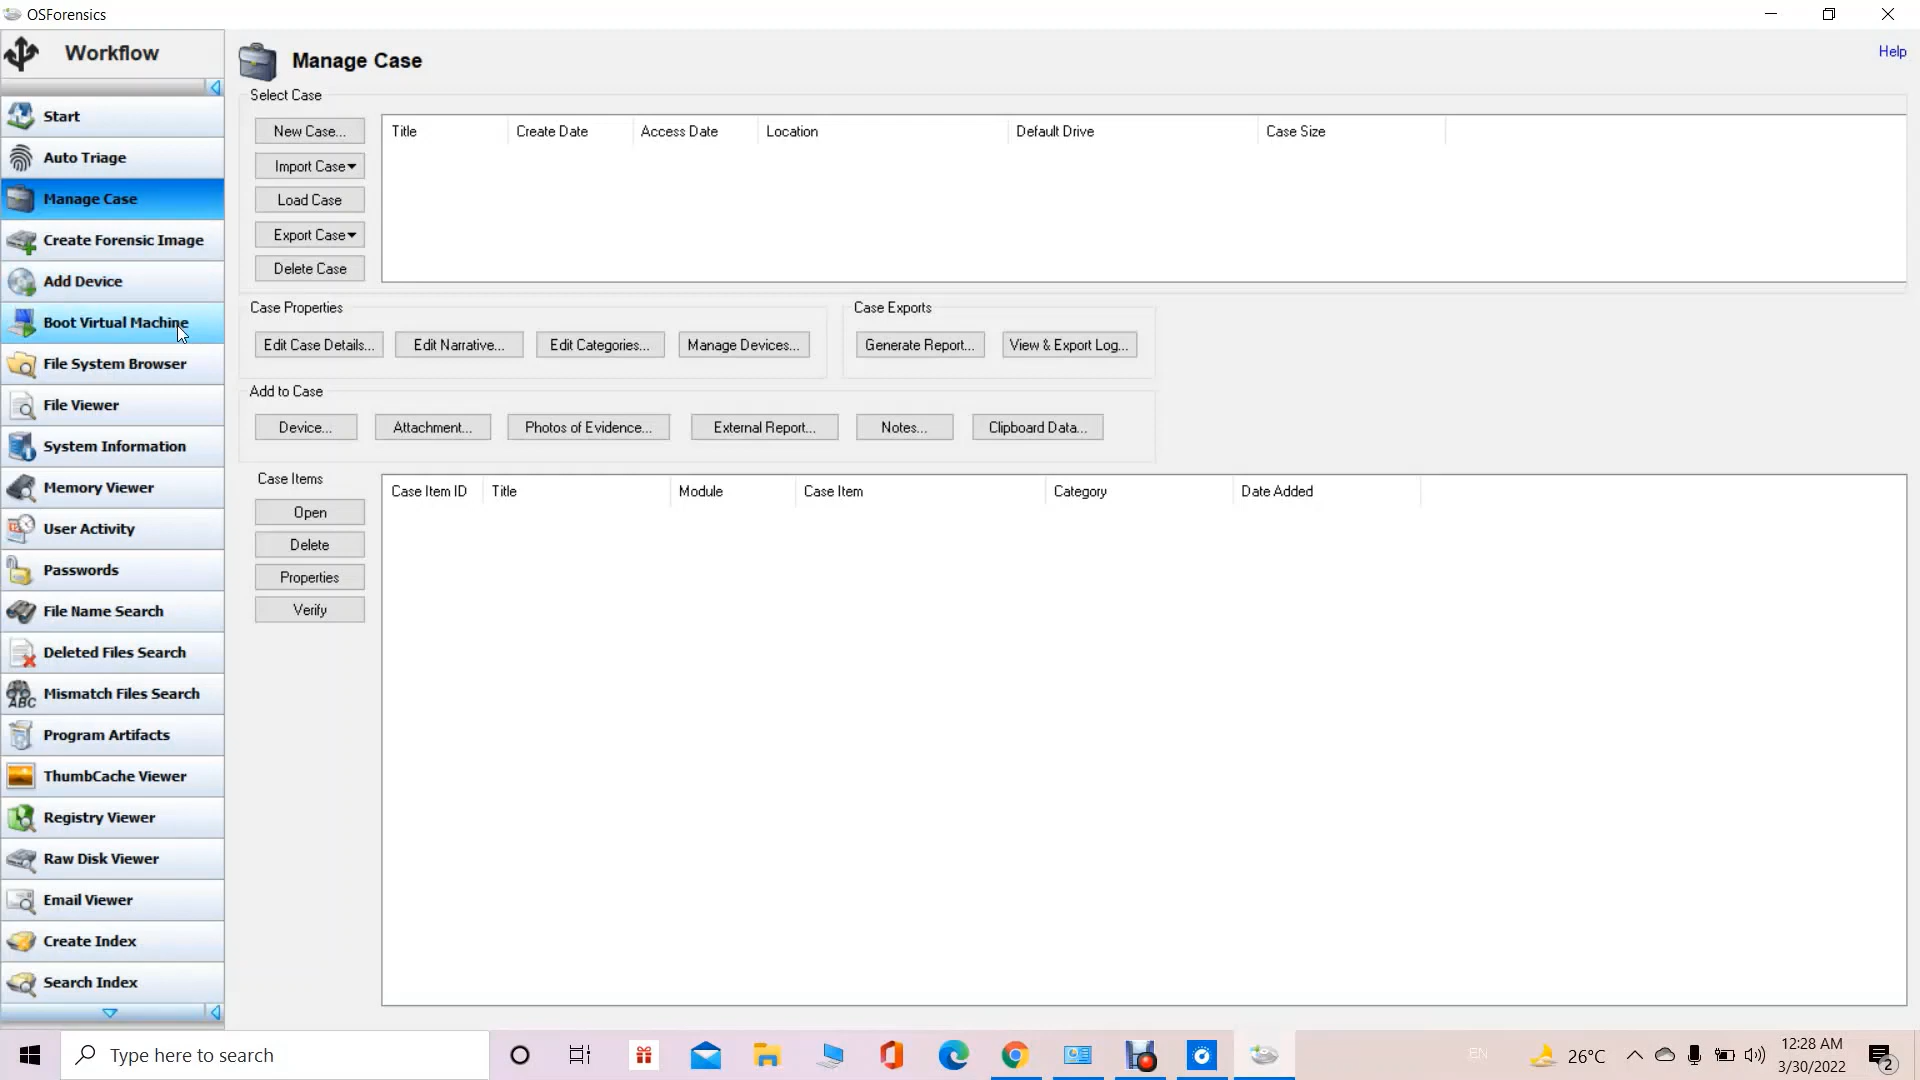 OSForensics
Workflow
Start
Auto Triage
Manage Case
Create Forensic Image
Add Device
Boot Virtual Machine
File System Browser
File Viewer
System Information
Memory Viewer
User Activity
Passwords
File Name Search
Deleted Files Search
Mismatch Files Search
Program Artifacts
ThumbCache Viewer
Registry Viewer
Raw Disk Viewer
Email Viewer
Create Index
Search Index
Manage Case
Help
Select Case
New Case...
Import Case
Load Case
Export Case
Delete Case
Title Create Date Access Date Location Default Drive Case Size
Case Properties
Edit Case Details... Edit Narrative... Edit Categories... Manage Devices...
Case Exports
Generate Report... View & Export Log...
Add to Case
Device... Attachment... Photos of Evidence... External Report... Notes... Clipboard Data...
Case Items
Open
Delete
Properties
Verify
Case Item ID Title Module Case Item Category Date Added
Type here to search
EN
26°C
12:28 AM
3/30/2022
2
ABC